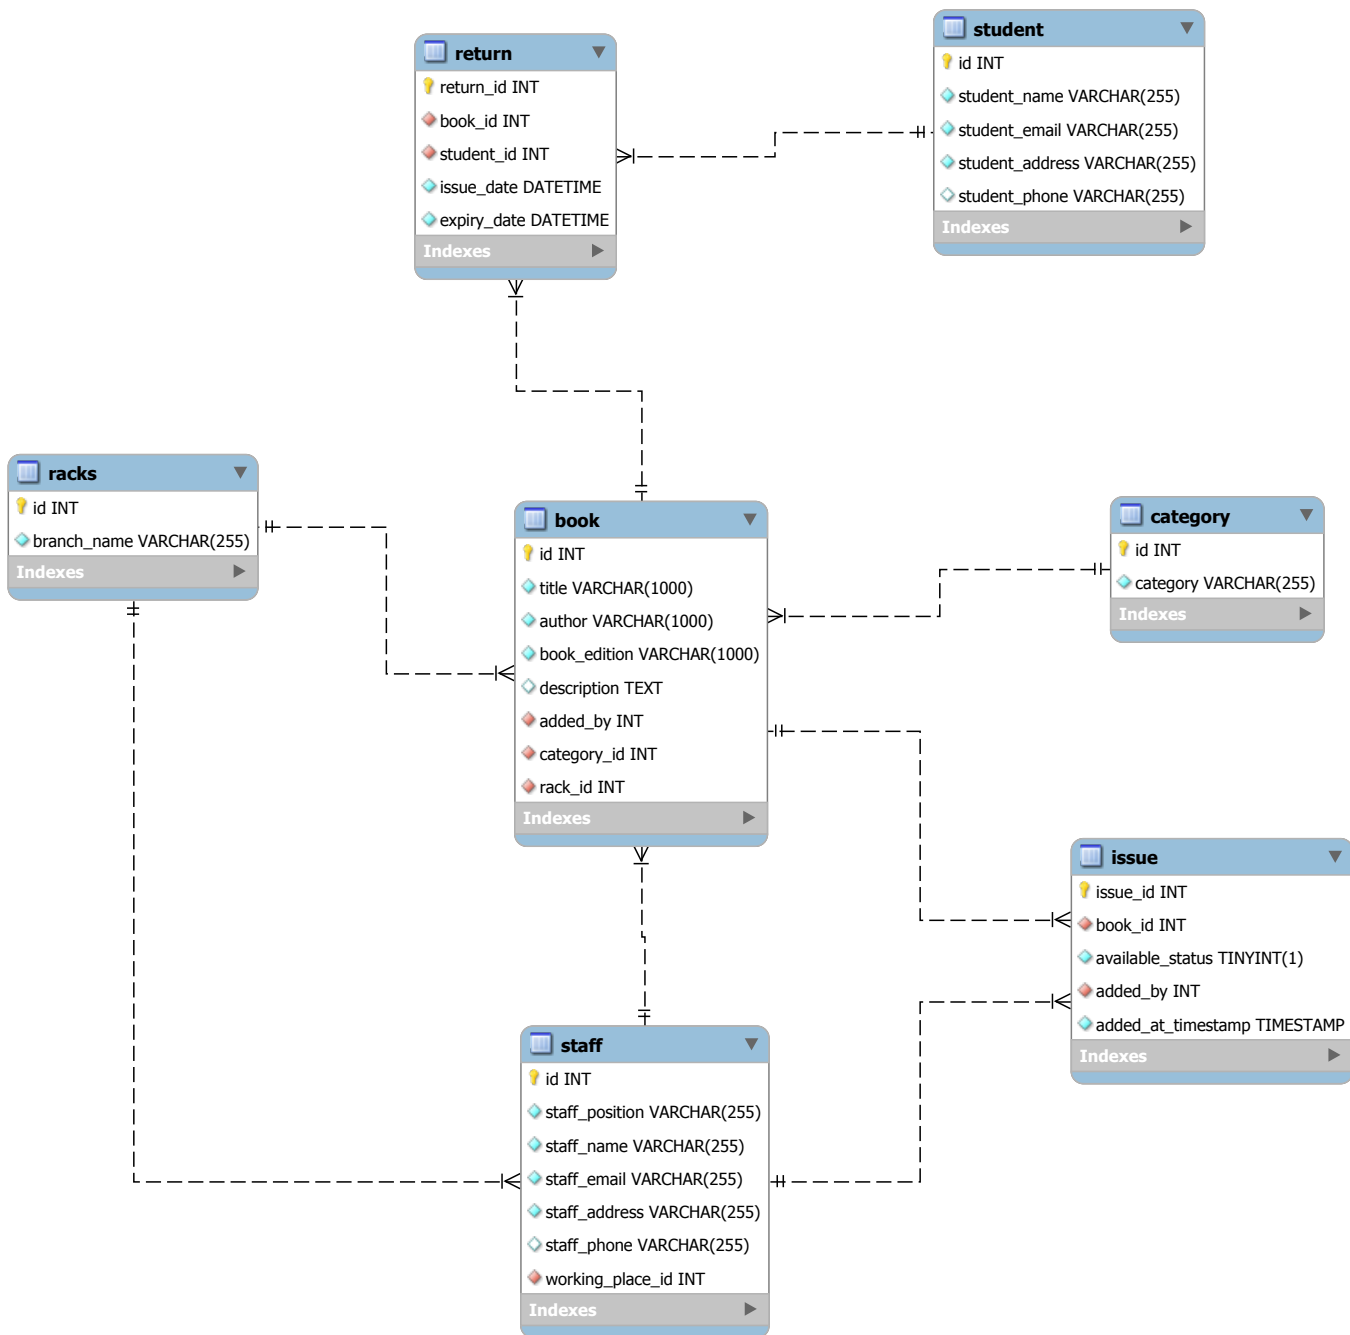 return
return_id INT
book_id INT
student_id INT
issue_date DATETIME
expiry_date DATETIME
Indexes
student
id INT
student_name VARCHAR(255)
student_email VARCHAR(255)
student_address VARCHAR(255)
student_phone VARCHAR(255)
Indexes
racks
id INT
branch_name VARCHAR(255)
Indexes
book
id INT
title VARCHAR(1000)
author VARCHAR(1000)
book_edition VARCHAR(1000)
description TEXT
added_by INT
category_id INT
rack_id INT
Indexes
category
id INT
category VARCHAR(255)
Indexes
issue
issue_id INT
book_id INT
available_status TINYINT(1)
added_by INT
added_at_timestamp TIMESTAMP
Indexes
staff
id INT
staff_position VARCHAR(255)
staff_name VARCHAR(255)
staff_email VARCHAR(255)
staff_address VARCHAR(255)
staff_phone VARCHAR(255)
working_place_id INT
Indexes